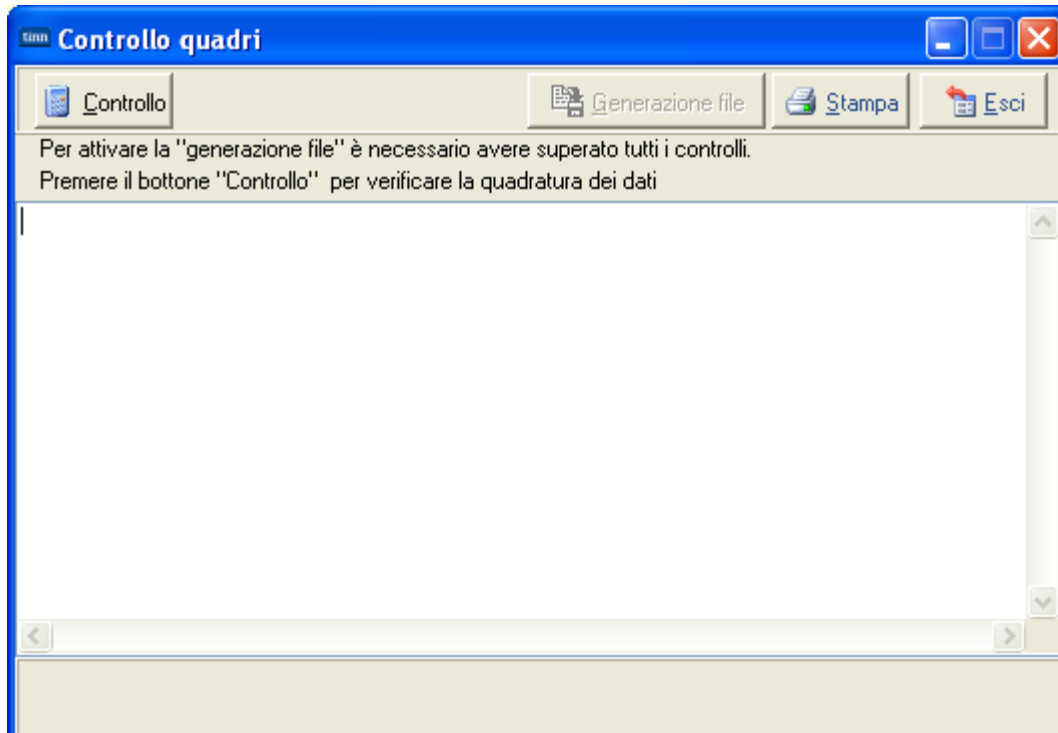 tinn Controllo quadri
Controllo Generazione file Stampa Esci
Per attivare la "generazione file" è necessario avere superato tutti i controlli.
Premere il bottone "Controllo" per verificare la quadratura dei dati